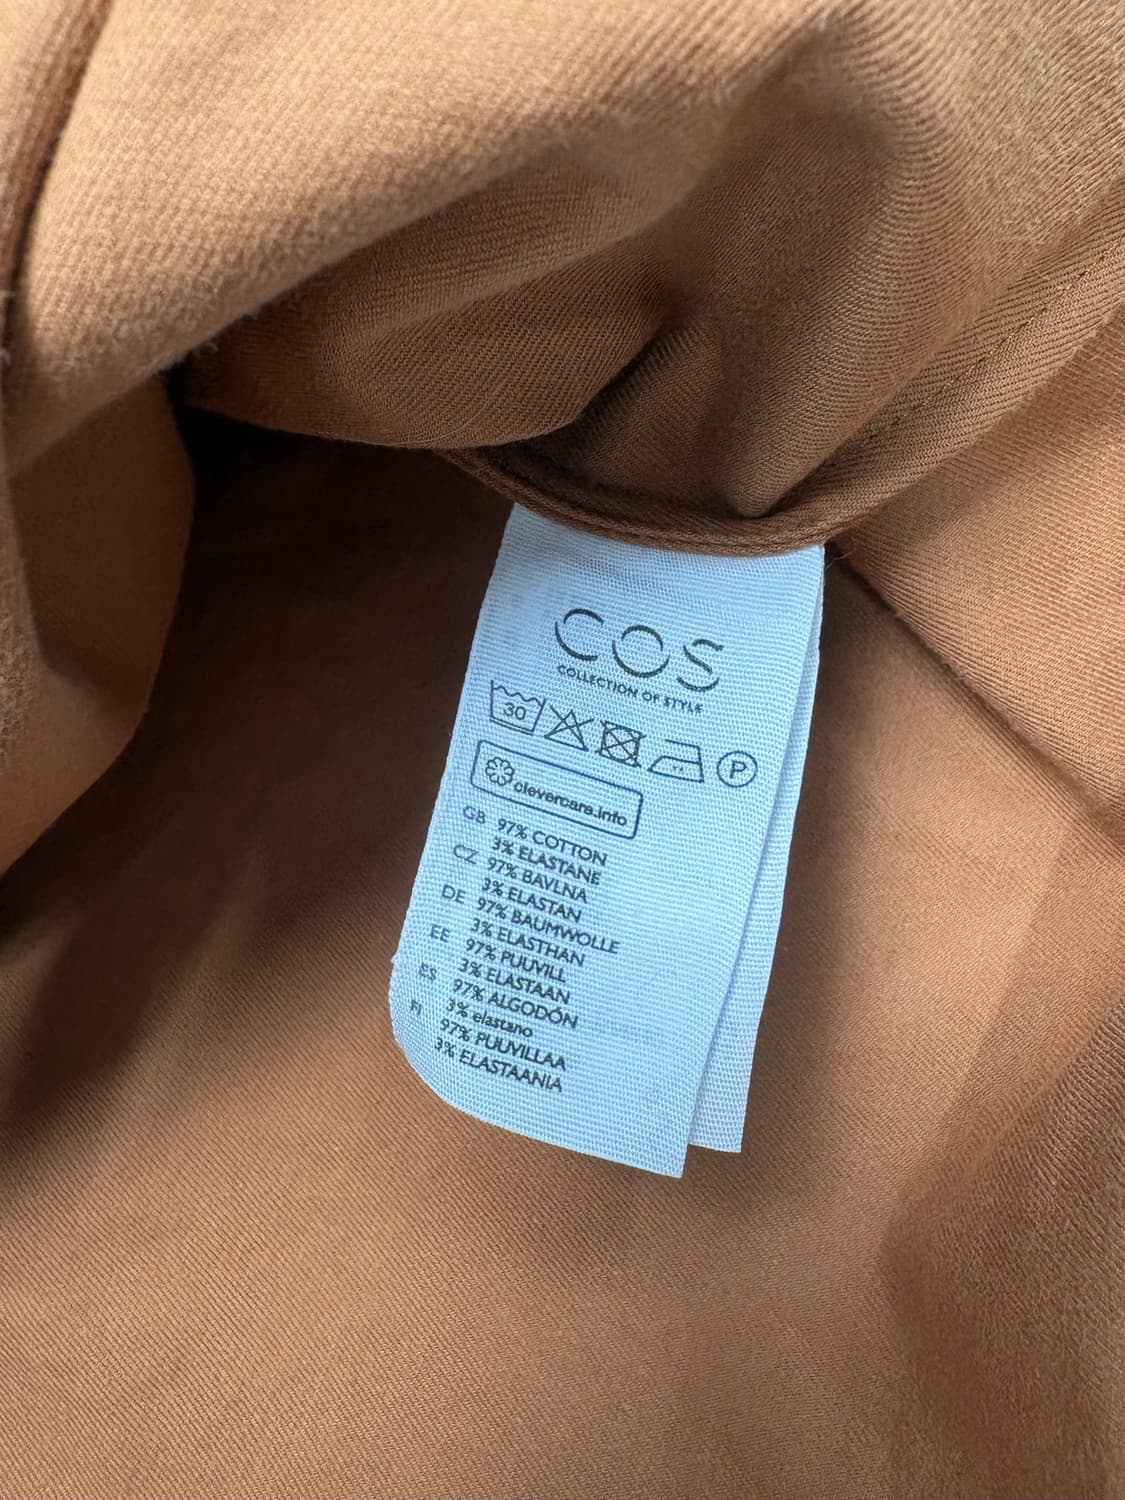 COS
COLLECTION OF STYLE
30
P
clevercare.info
GB 97% COTTON
3% ELASTANE
CZ 97% BAVLNA
3% ELASTAN
DE 97% BAUMWOLLE
3% ELASTHAN
EE 97% PUUVILL
3% ELASTAAN
ES 97% ALGODÓN
3% elastano
FI 97% PUUVILLAA
3% ELASTAANIA